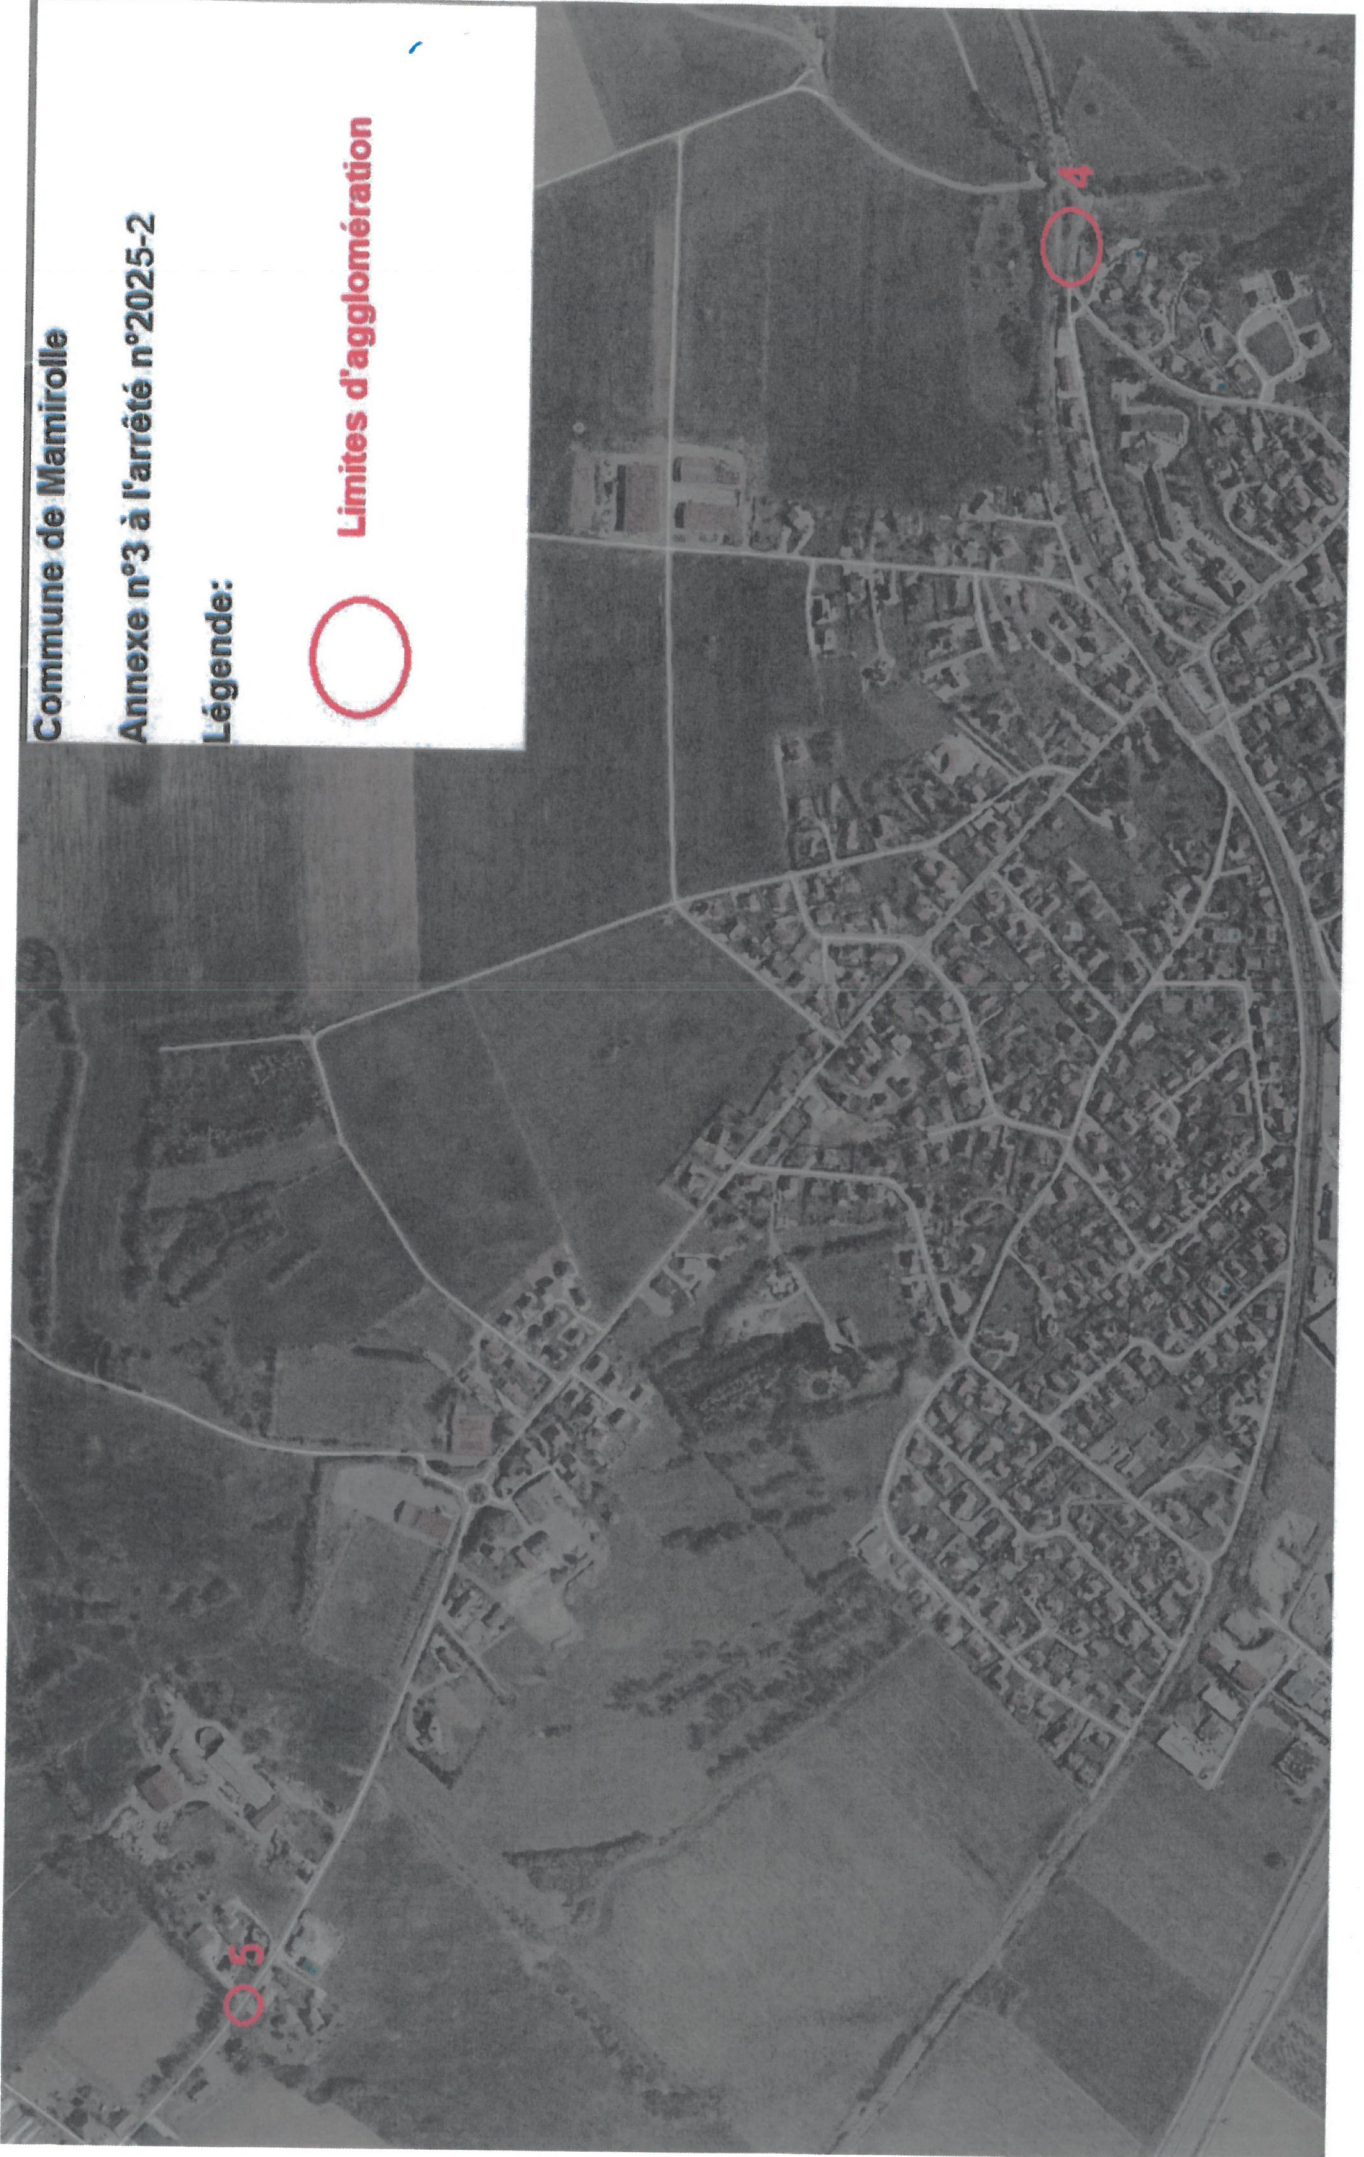 Commune de Mamirolle
Annexe n°3 à l'arrêté n°2025-2
Légende:
Limites d'agglomération
4
5